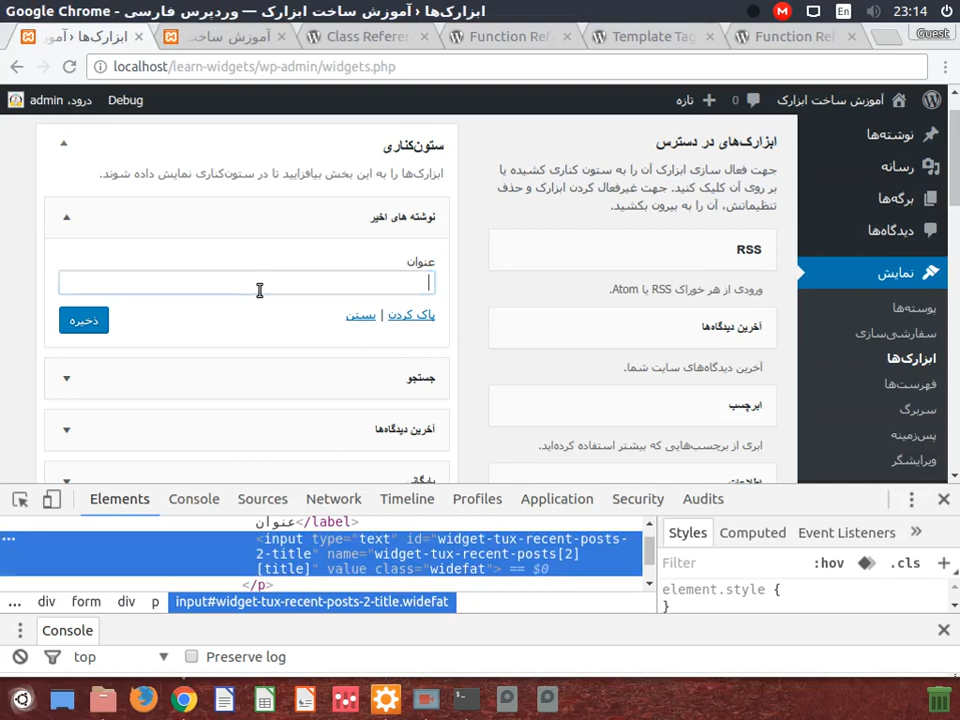 Google Chrome ابزارک‌ها ‹ آموزش ساخت ابزارک — وردپرس فارسی — En 23:14
ابزارک‌ها ‹ آموز × آموزش ساخت × Class Referen × Function Ref × Template Tag × Function Ref × Guest
localhost/learn-widgets/wp-admin/widgets.php
آموزش ساخت ابزارک 0 تازه Debug درود، admin
نوشته‌ها
رسانه
برگه‌ها
دیدگاه‌ها
نمایش
پوسته‌ها
سفارشی‌سازی
ابزارک‌ها
فهرست‌ها
سربرگ
پس‌زمینه
ویرایشگر
ابزارک‌های در دسترس
جهت فعال سازی ابزارک آن را به ستون کناری کشیده یا
بر روی آن کلیک کنید. جهت غیرفعال کردن ابزارک و حذف
تنظیماتش، آن را به بیرون بکشید.
RSS
ورودی از هر خوراک RSS یا Atom.
آخرین دیدگاه‌ها
آخرین دیدگاه‌های سایت شما.
ابرچسب
ابری از برچسب‌هایی که بیشتر استفاده کرده‌اید.
ستون‌کناری
ابزارک‌ها را به این بخش بیافزایید تا در ستون‌کناری نمایش داده شوند.
نوشته های اخیر
عنوان
پاک کردن | بستن
ذخیره
جستجو
آخرین دیدگاه‌ها
Elements Console Sources Network Timeline Profiles Application Security Audits
عنوان</label>
<input type="text" id="widget-tux-recent-posts-
2-title" name="widget-tux-recent-posts[2]
[title]" value class="widefat"> == $0
</p>
... div form div p input#widget-tux-recent-posts-2-title.widefat
Styles Computed Event Listeners »
Filter :hov .cls +
element.style {
}
Console
top Preserve log